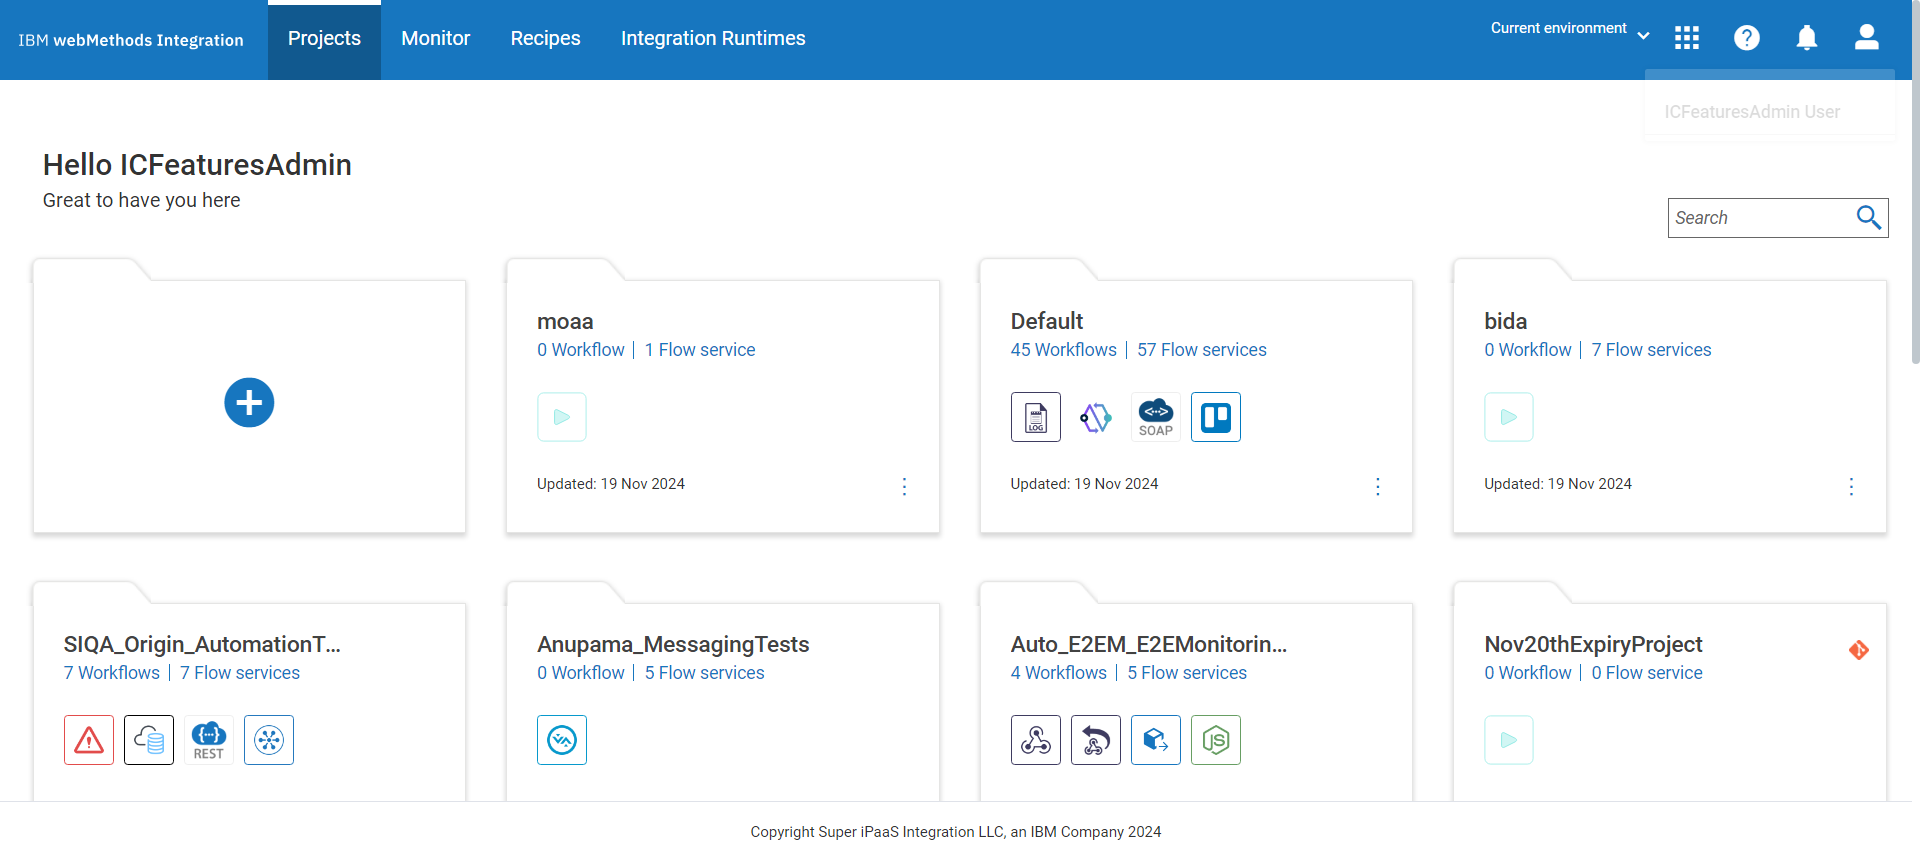 IBM webMethods Integration
Projects
Monitor
Recipes
Integration Runtimes
Current environment
ICFeaturesAdmin User
Hello ICFeaturesAdmin
Great to have you here
Search
moaa
0 Workflow | 1 Flow service
Updated: 19 Nov 2024
Default
45 Workflows | 57 Flow services
LOG
SOAP
Updated: 19 Nov 2024
bida
0 Workflow | 7 Flow services
Updated: 19 Nov 2024
SIQA_Origin_AutomationT...
7 Workflows | 7 Flow services
REST
Anupama_MessagingTests
0 Workflow | 5 Flow services
Auto_E2EM_E2EMonitorin...
4 Workflows | 5 Flow services
JS
Nov20thExpiryProject
0 Workflow | 0 Flow service
Copyright Super iPaaS Integration LLC, an IBM Company 2024